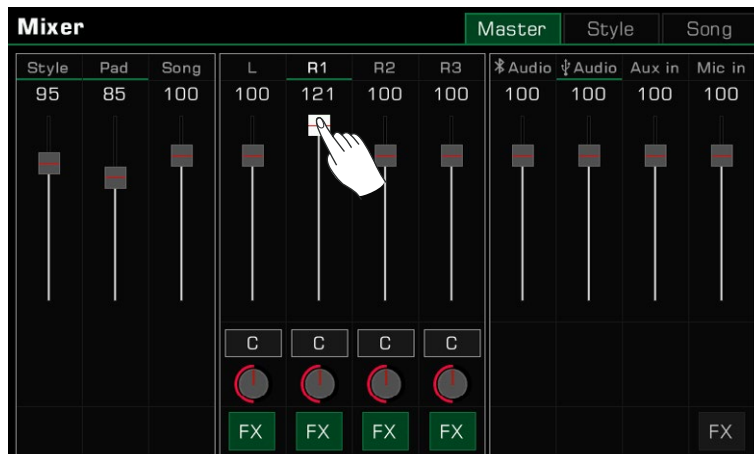 Mixer Master Style Song
Style Pad Song L R1 R2 R3 Audio Audio Aux in Mic in
95 85 100 100 121 100 100 100 100 100 100
C C C C
FX FX FX FX FX